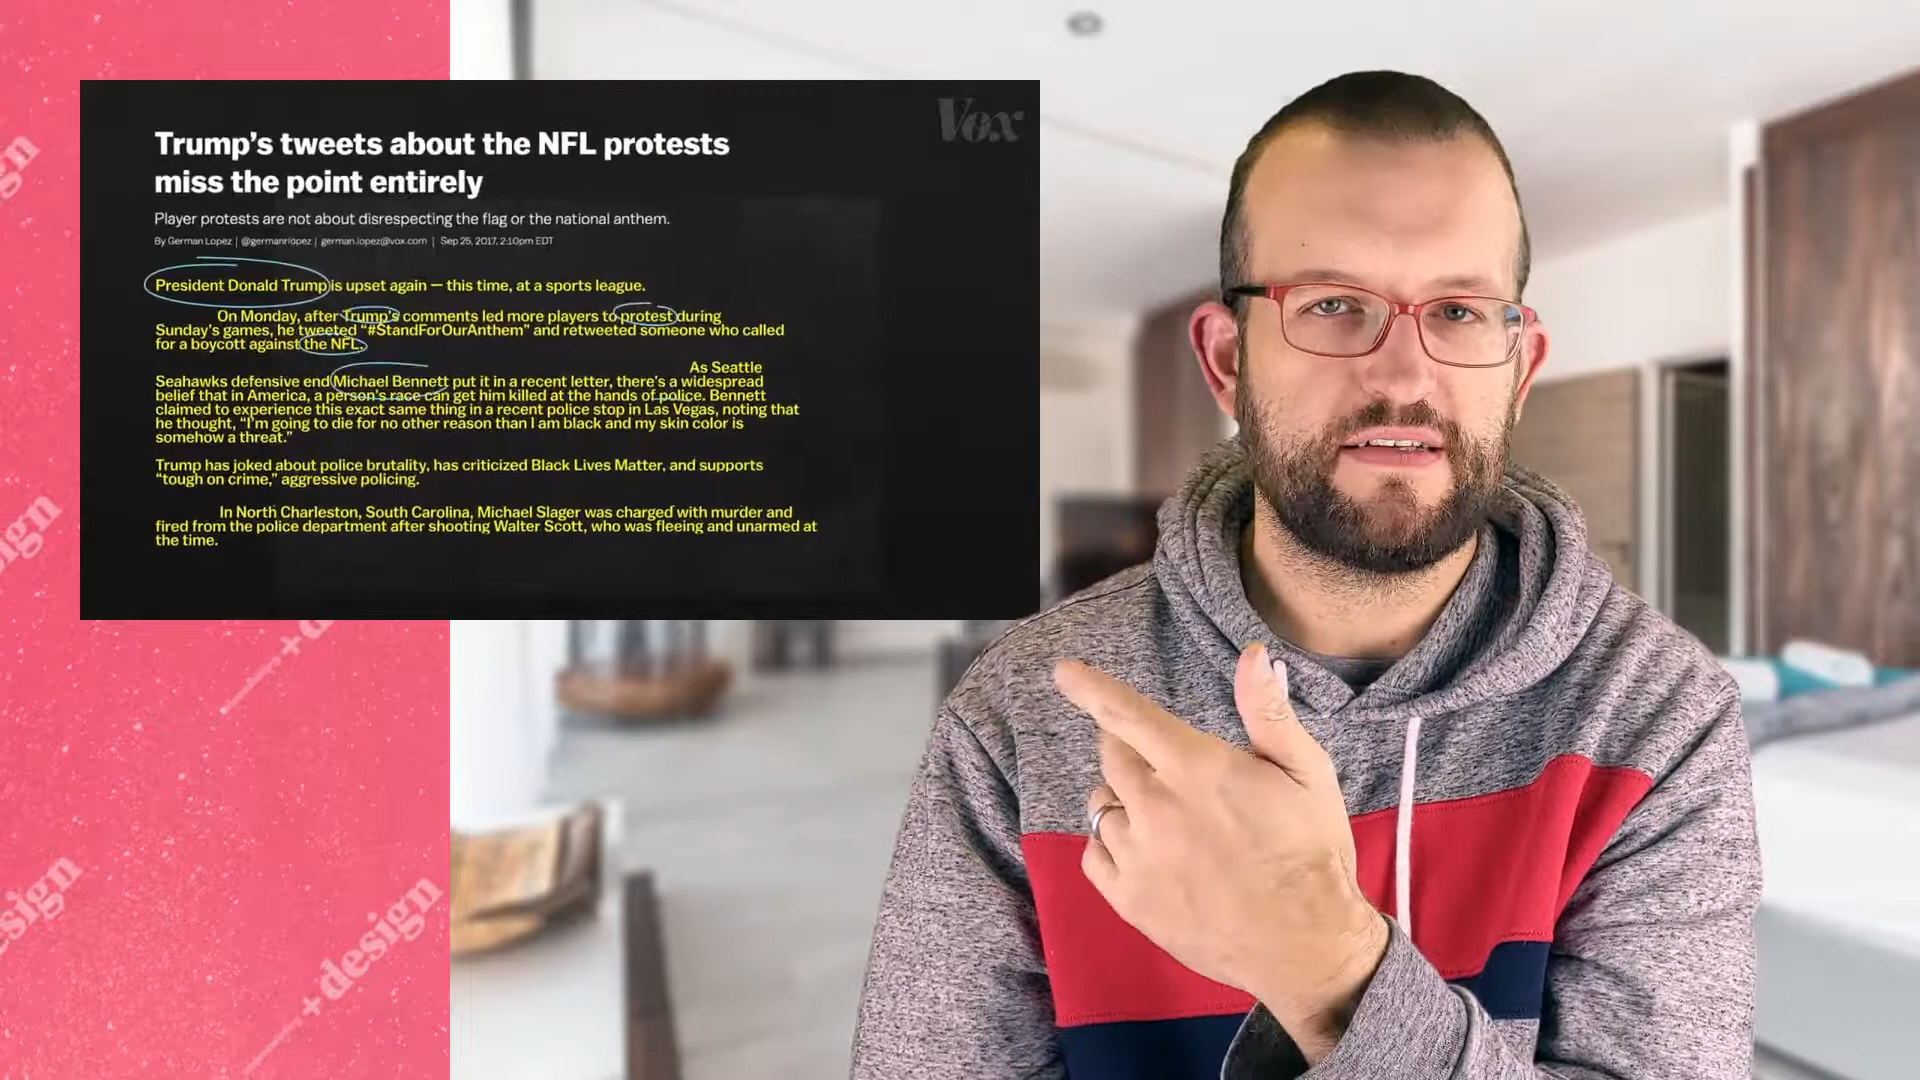 Vox
Trump's tweets about the NFL protests
miss the point entirely
Player protests are not about disrespecting the flag or the national anthem.
By German Lopez | @germanrlopez | german.lopez@vox.com | Sep 25, 2017, 2:10pm EDT
President Donald Trump is upset again — this time, at a sports league.
On Monday, after Trump's comments led more players to protest during
Sunday's games, he tweeted “#StandForOurAnthem” and retweeted someone who called
for a boycott against the NFL.
As Seattle
Seahawks defensive end Michael Bennett put it in a recent letter, there's a widespread
belief that in America, a person's race can get him killed at the hands of police. Bennett
claimed to experience this exact same thing in a recent police stop in Las Vegas, noting that
he thought, “I'm going to die for no other reason than I am black and my skin color is
somehow a threat.”
Trump has joked about police brutality, has criticized Black Lives Matter, and supports
“tough on crime,” aggressive policing.
In North Charleston, South Carolina, Michael Slager was charged with murder and
fired from the police department after shooting Walter Scott, who was fleeing and unarmed at
the time.
ign
sign
+d
esign
+design